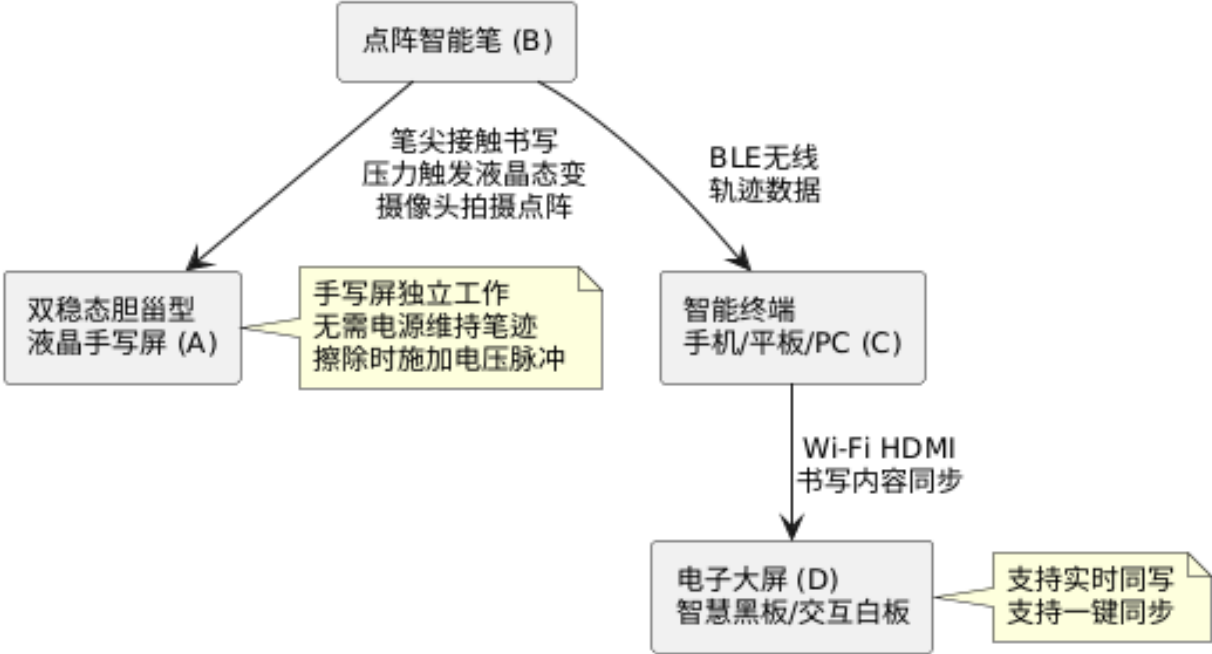 点阵智能笔 (B)
笔尖接触书写
压力触发液晶态变
摄像头拍摄点阵
BLE无线
轨迹数据
双稳态胆甾型
液晶手写屏 (A)
手写屏独立工作
无需电源维持笔迹
擦除时施加电压脉冲
智能终端
手机/平板/PC (C)
Wi-Fi HDMI
书写内容同步
电子大屏 (D)
智慧黑板/交互白板
支持实时同写
支持一键同步